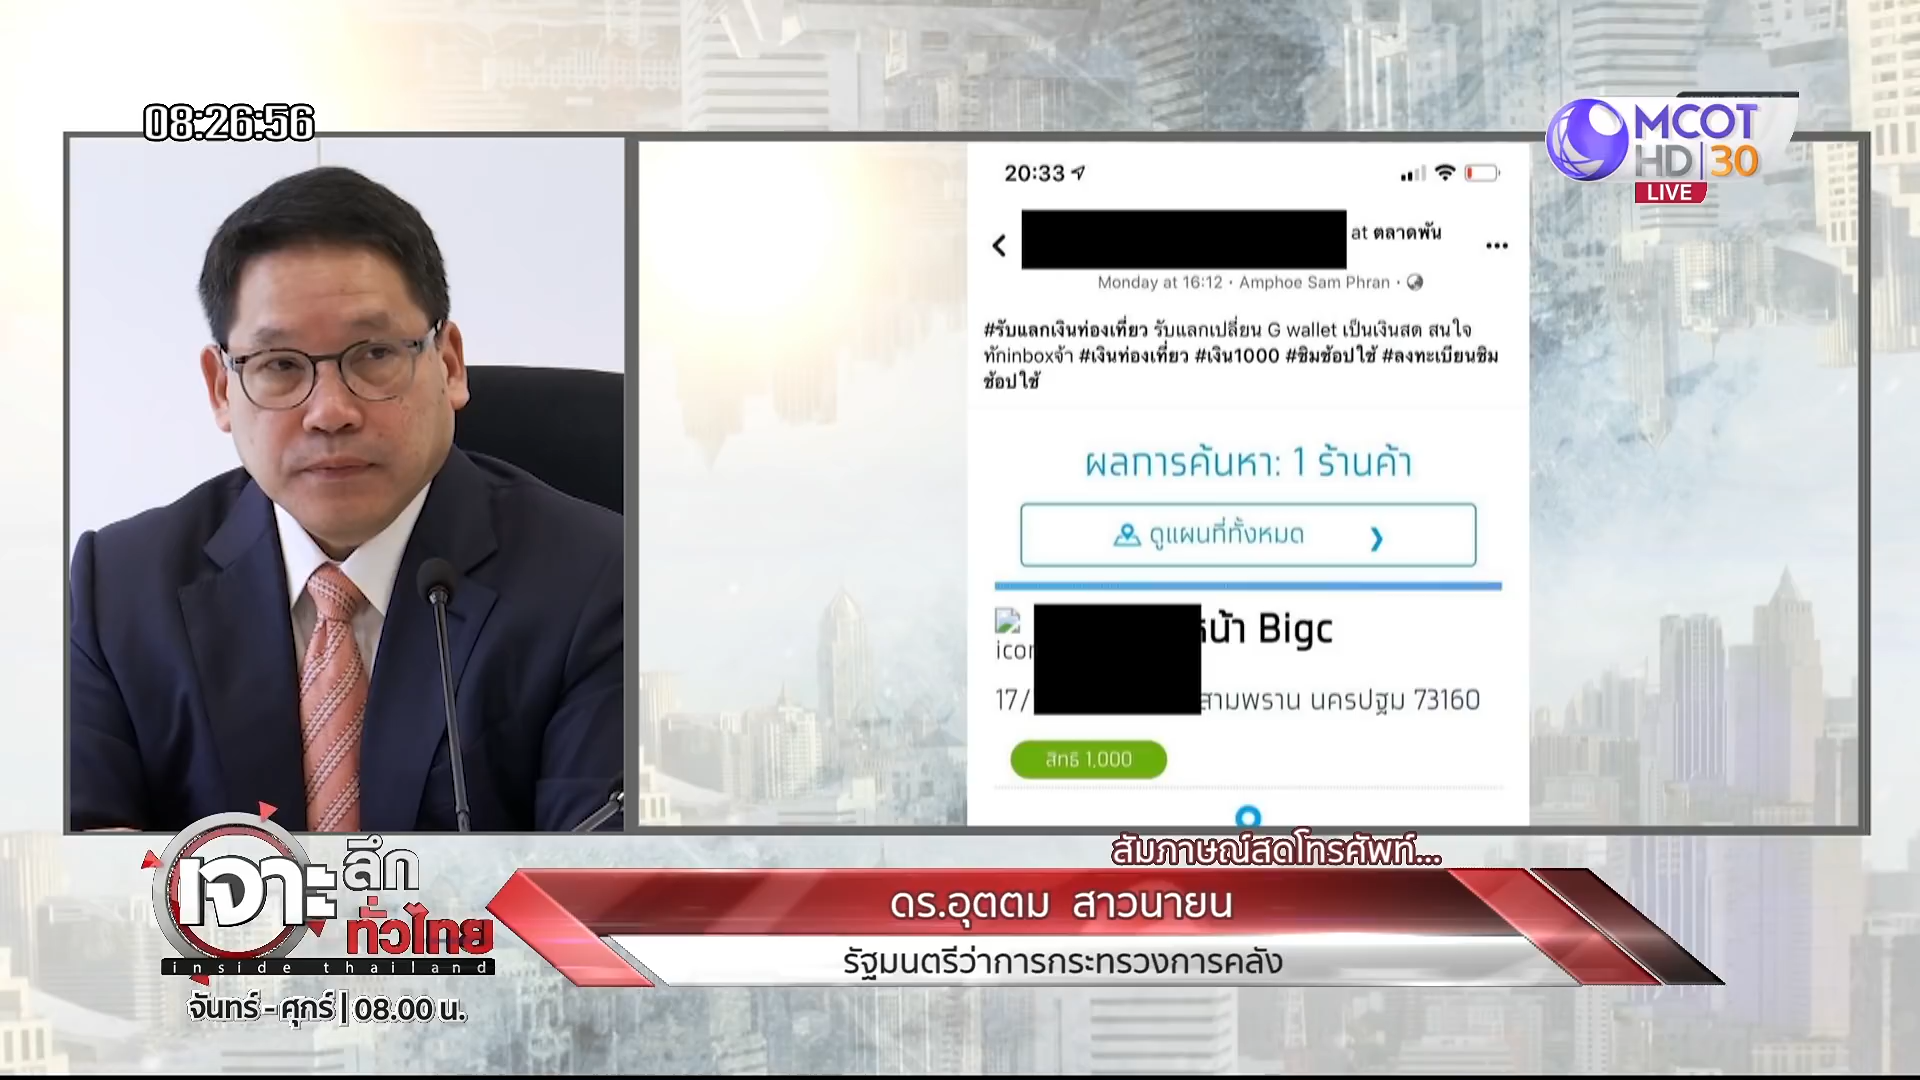 08:26:56
MCOT
HD 30
LIVE
20:33
at ตลาดพัน
Monday at 16:12 · Amphoe Sam Phran ·
#รับแลกเงินท่องเที่ยว รับแลกเปลี่ยน G wallet เป็นเงินสด สนใจ
ทักinboxจ้า #เงินท่องเที่ยว #เงิน1000 #ชิมช้อปใช้ #ลงทะเบียนชิม
ช้อปใช้
ผลการค้นหา: 1 ร้านค้า
ดูแผนที่ทั้งหมด
หน้า Bigc
icon
17/ สามพราน นครปฐม 73160
สิทธิ 1,000
สัมภาษณ์สดโทรศัพท์...
ดร.อุตตม สาวนายน
รัฐมนตรีว่าการกระทรวงการคลัง
เจาะลึก
ทั่วไทย
inside thailand
จันทร์ - ศุกร์ | 08.00 น.